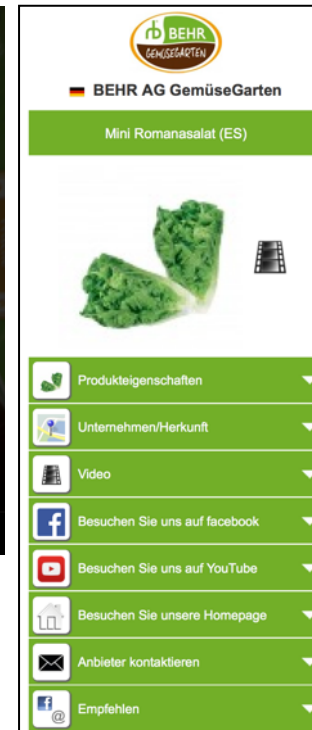 rb BEHR
GEMÜSEGARTEN
BEHR AG GemüseGarten
Mini Romanasalat (ES)
Produkteigenschaften
Unternehmen/Herkunft
Video
Besuchen Sie uns auf facebook
Besuchen Sie uns auf YouTube
Besuchen Sie unsere Homepage
Anbieter kontaktieren
Empfehlen